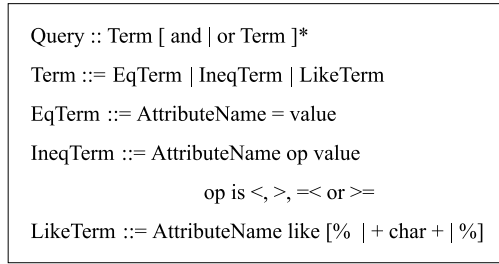 Query :: Term [ and | or Term ]*
Term ::= EqTerm | IneqTerm | LikeTerm
EqTerm ::= AttributeName = value
IneqTerm ::= AttributeName op value
op is <, >, =< or >=
LikeTerm ::= AttributeName like [% | + char + | %]